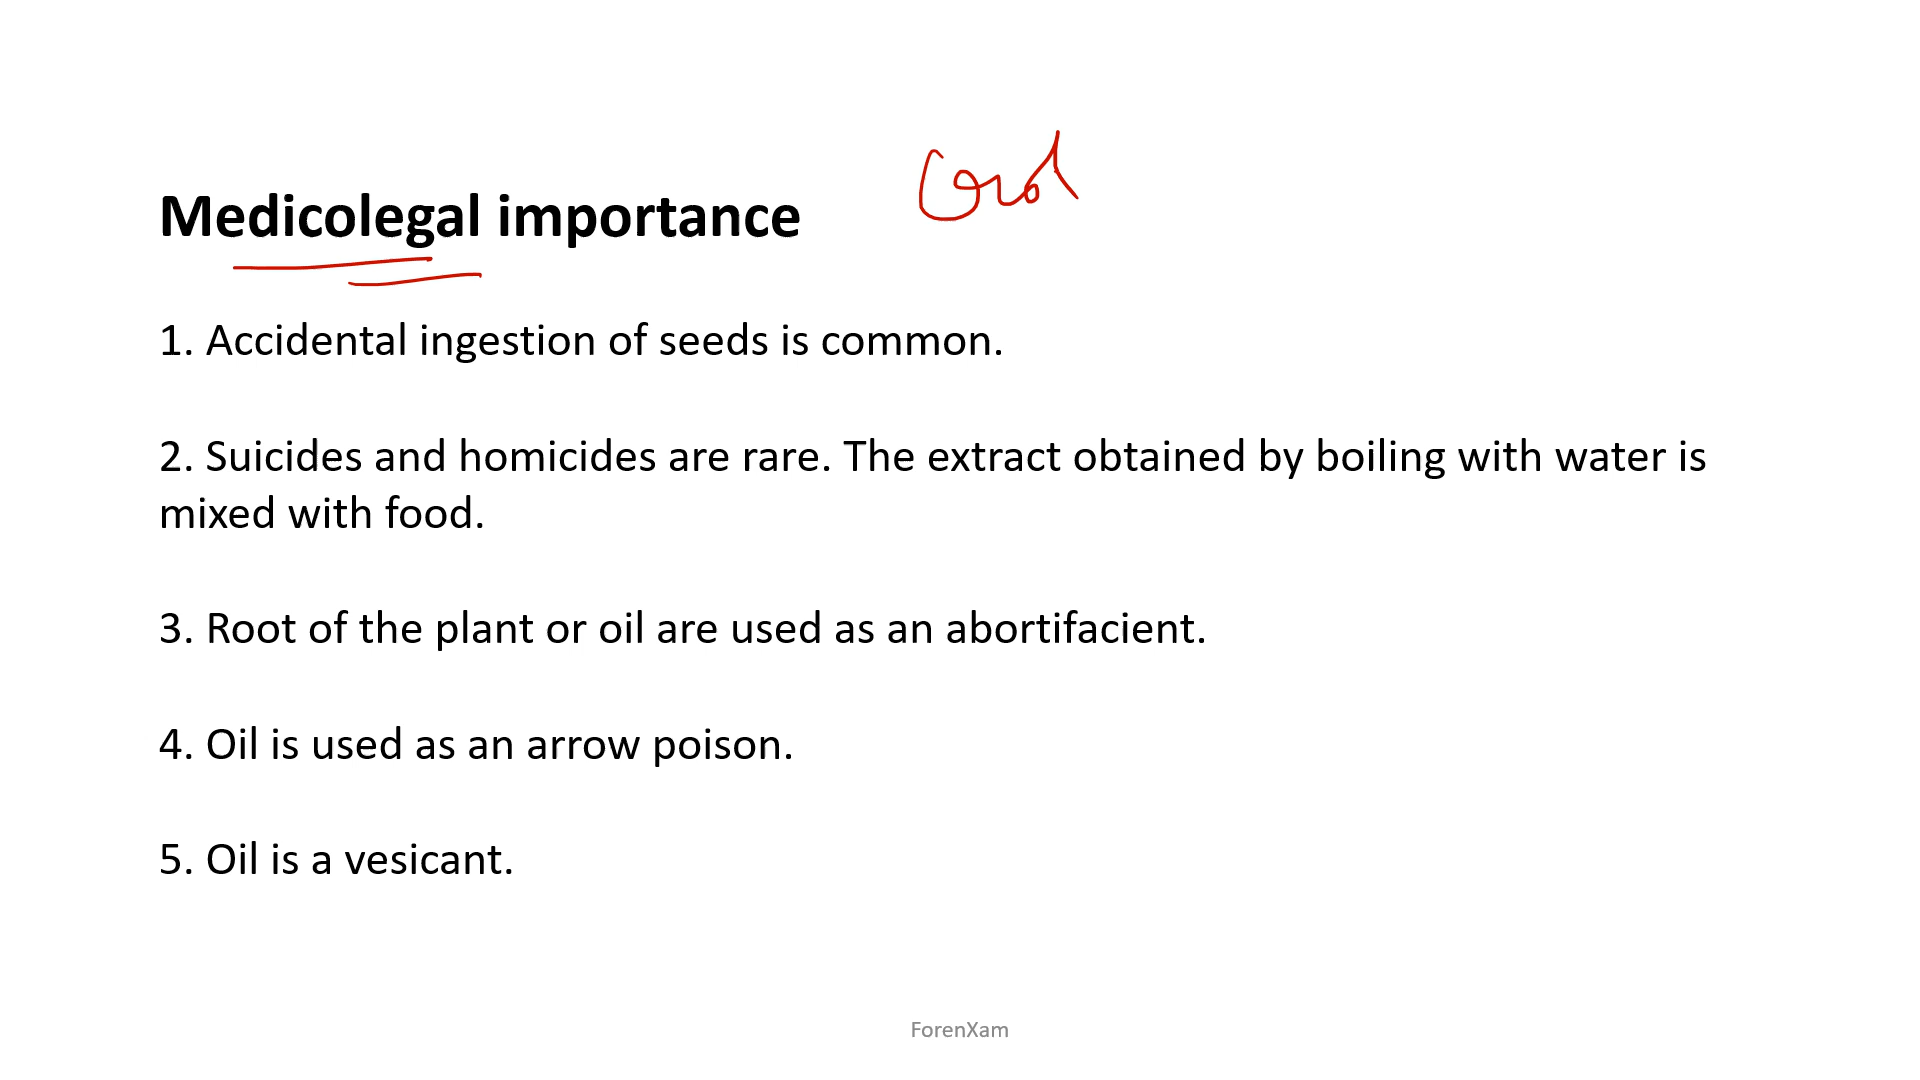 Medicolegal importance
1. Accidental ingestion of seeds is common.
2. Suicides and homicides are rare. The extract obtained by boiling with water is
mixed with food.
3. Root of the plant or oil are used as an abortifacient.
4. Oil is used as an arrow poison.
5. Oil is a vesicant.
ForenXam